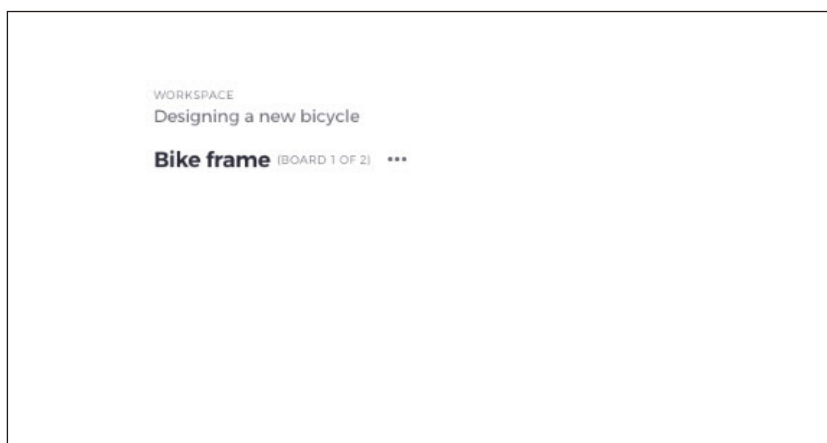 WORKSPACE
Designing a new bicycle
Bike frame (BOARD 1 OF 2) •••